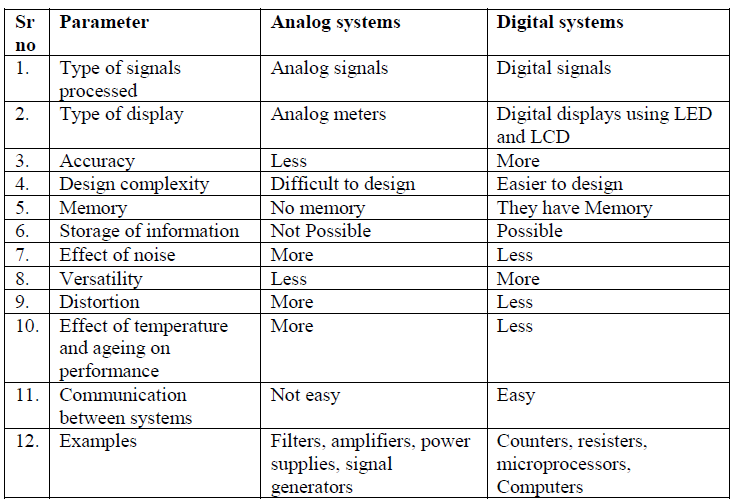 Sr no Parameter Analog systems Digital systems
1. Type of signals processed Analog signals Digital signals
2. Type of display Analog meters Digital displays using LED and LCD
3. Accuracy Less More
4. Design complexity Difficult to design Easier to design
5. Memory No memory They have Memory
6. Storage of information Not Possible Possible
7. Effect of noise More Less
8. Versatility Less More
9. Distortion More Less
10. Effect of temperature and ageing on performance More Less
11. Communication between systems Not easy Easy
12. Examples Filters, amplifiers, power supplies, signal generators Counters, resisters, microprocessors, Computers